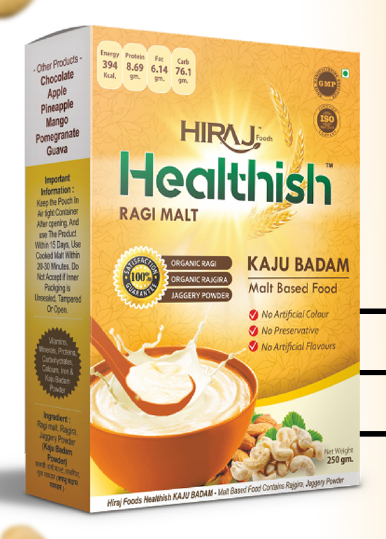 - Other Products -
Chocolate
Apple
Pineapple
Mango
Pomegranate
Guava
Important
Information :
Keep the Pouch In
Air tight Container
After opening, And
use The Product
Within 15 Days, Use
Cooked Malt Within
20-30 Minutes. Do
Not Accept If Inner
Packging is
Unsealed, Tampered
Or Open.
Vitamins,
Minerals, Proteins,
Carbohydrates,
Calcium, Iron &
Kaju Badam
Powder
Ingredient :
Ragi malt, Rajgira,
Jaggery Powder
(Kaju Badam
Powder)
Energy Protein Fat Carb
394 8.69 6.14 76.1
Kcal. gm. gm. gm.
GMP
ISO
HIRAJ Foods
Healthish™
RAGI MALT
SATISFACTION
100%
GUARANTEE
ORGANIC RAGI
ORGANIC RAJGIRA
JAGGERY POWDER
KAJU BADAM
Malt Based Food
No Artificial Colour
No Preservative
No Artificial Flavours
Net Weight
250 gm.
Hiraj Foods Healthish KAJU BADAM - Malt Based Food Contains Rajgira, Jaggery Powder